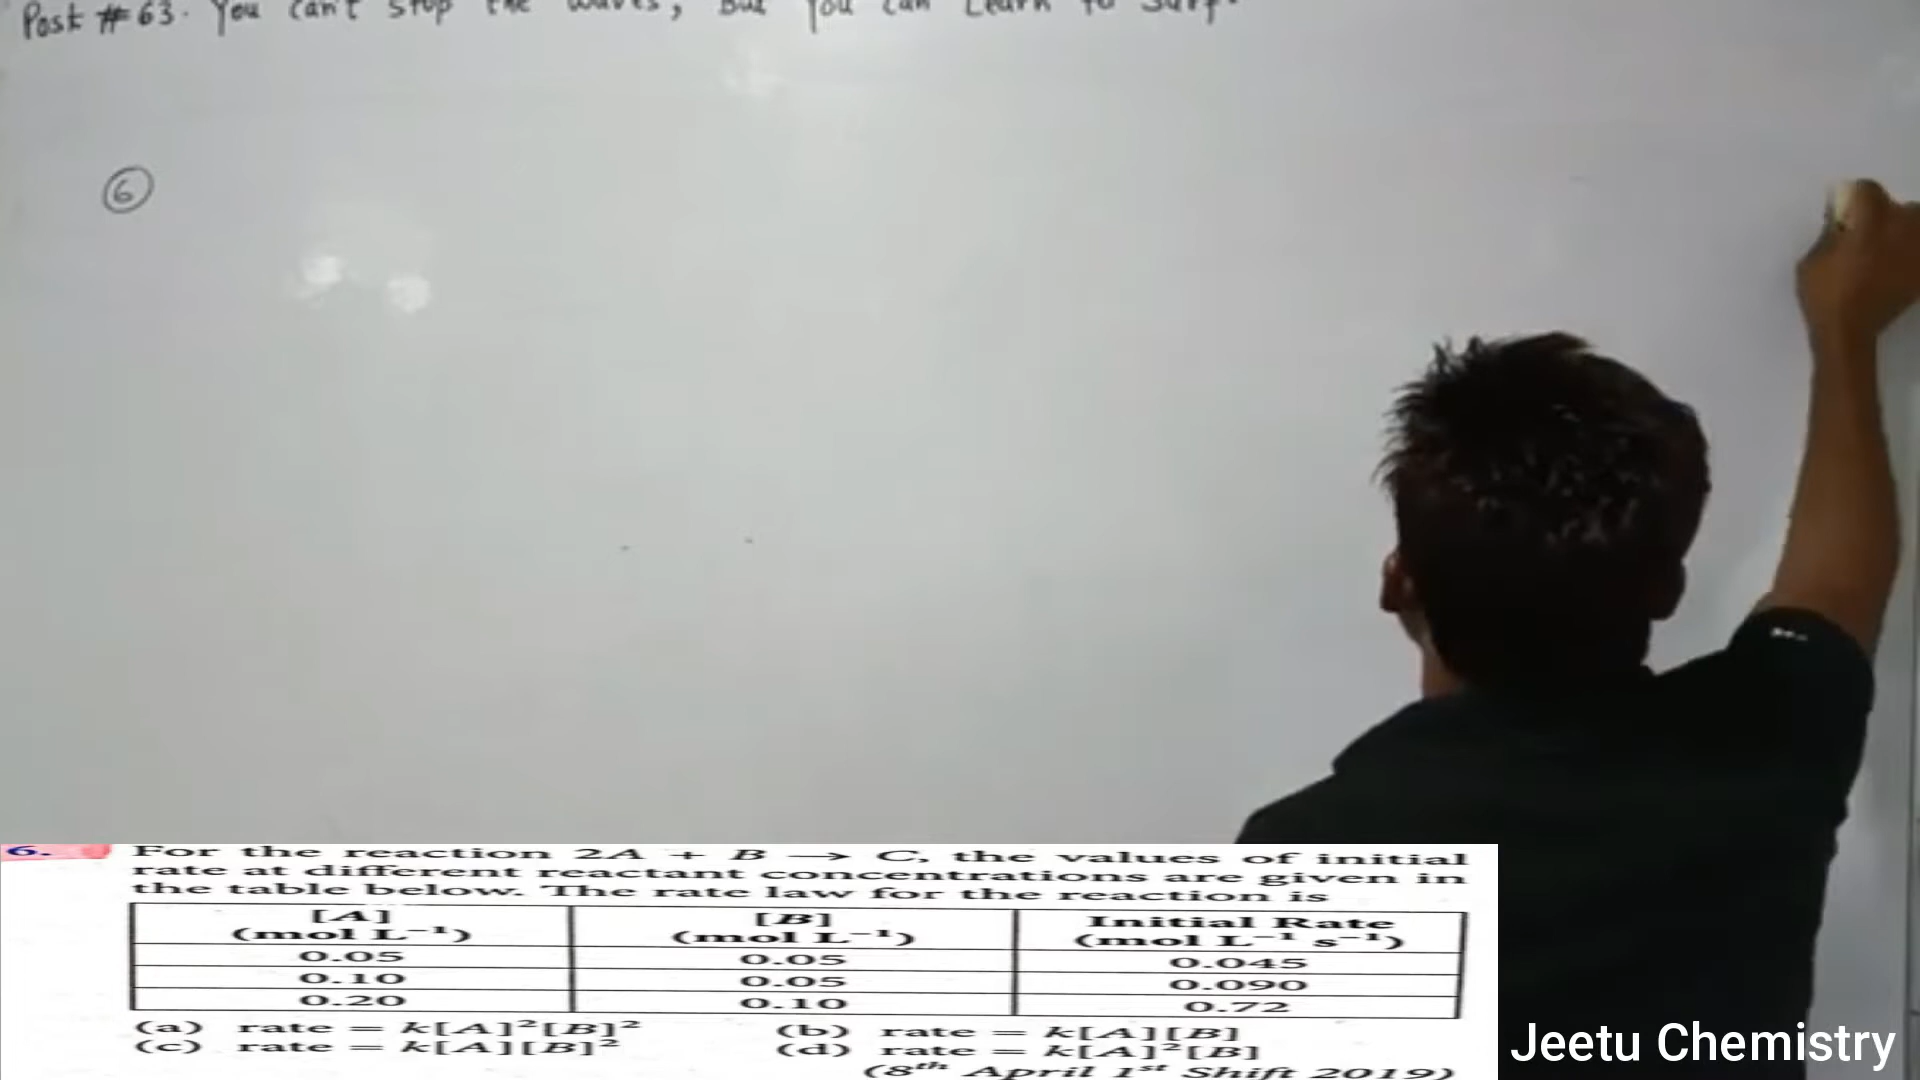 Post #63. You can't stop the waves, but you can learn to surf.
6
6. For the reaction 2A + B → C, the values of initial
rate at different reactant concentrations are given in
the table below. The rate law for the reaction is
[A] [B] Initial Rate
(mol L⁻¹) (mol L⁻¹) (mol L⁻¹ s⁻¹)
0.05 0.05 0.045
0.10 0.05 0.090
0.20 0.10 0.72
(a) rate = k[A]²[B]² (b) rate = k[A][B]
(c) rate = k[A][B]² (d) rate = k[A]²[B]
(8th April 1st Shift 2019)
Jeetu Chemistry